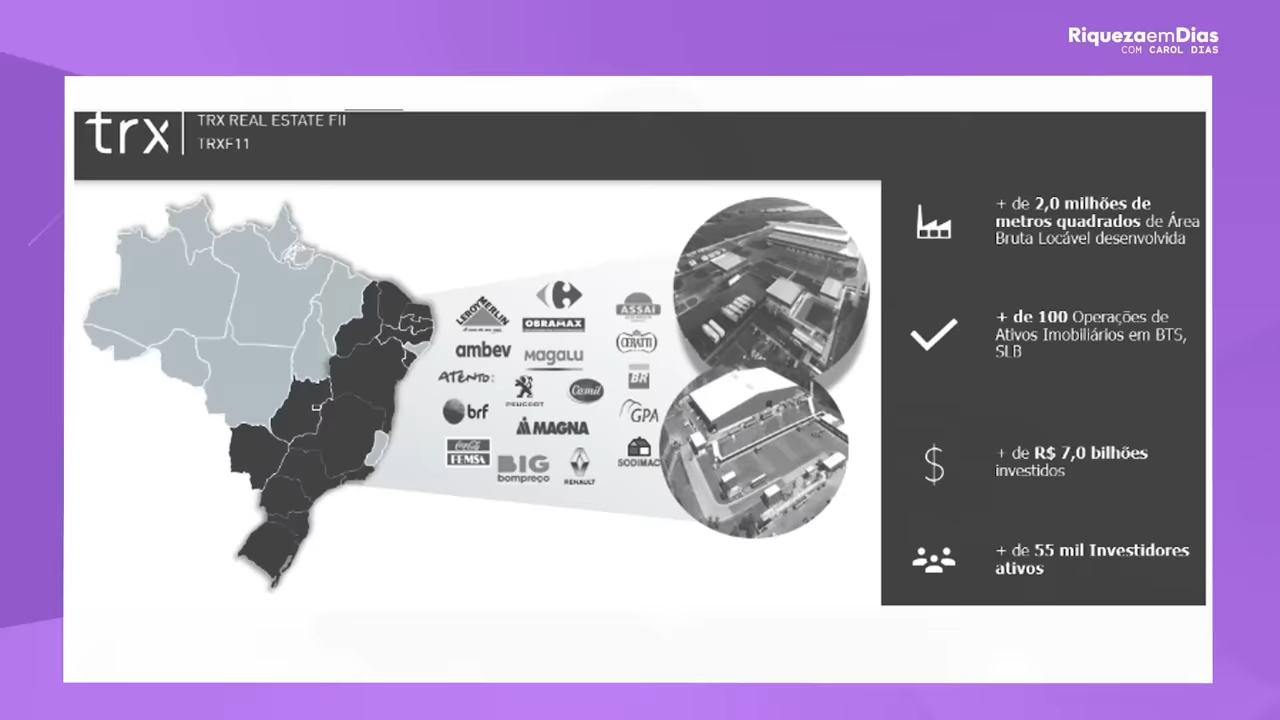 RiquezaemDias
COM CAROL DIAS
trx
TRX REAL ESTATE FII
TRXF11
+ de 2,0 milhões de
metros quadrados de Área
Bruta Locável desenvolvida
+ de 100 Operações de
Ativos Imobiliários em BTS,
SLB
+ de R$ 7,0 bilhões
investidos
+ de 55 mil Investidores
ativos
LEROY MERLIN
OBRAMAX
ASSAÍ
CERATTI
ambev
magalu
BR
ATENTO:
PEUGEOT
Camil
brf
MAGNA
GPA
Coca-Cola
FEMSA
BIG
bompreço
RENAULT
SODIMAC